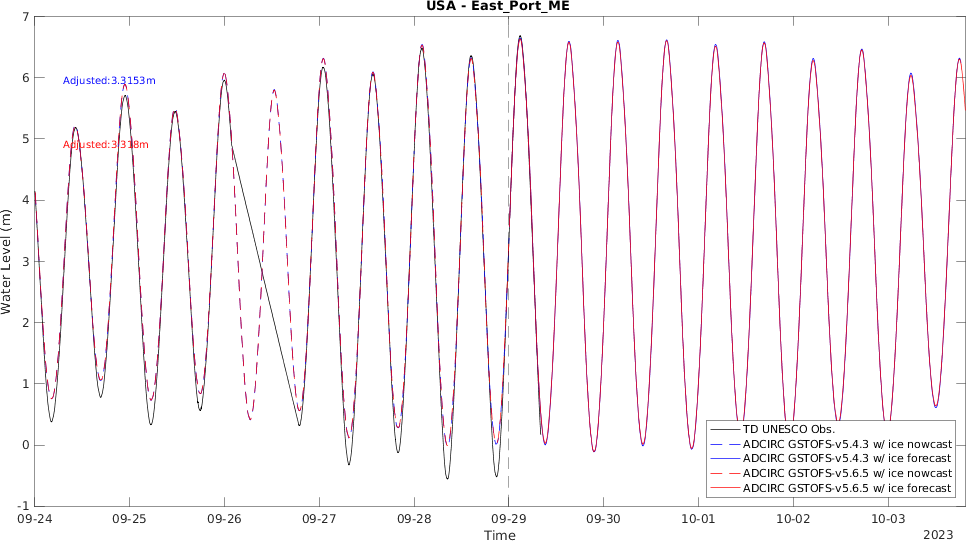 USA - East_Port_ME
7
6
5
4
3
2
1
0
-1
Water Level (m)
Adjusted:3.3153m
Adjusted:3.318m
TD UNESCO Obs.
ADCIRC GSTOFS-v5.4.3 w/ ice nowcast
ADCIRC GSTOFS-v5.4.3 w/ ice forecast
ADCIRC GSTOFS-v5.6.5 w/ ice nowcast
ADCIRC GSTOFS-v5.6.5 w/ ice forecast
09-24 09-25 09-26 09-27 09-28 09-29 09-30 10-01 10-02 10-03
Time
2023